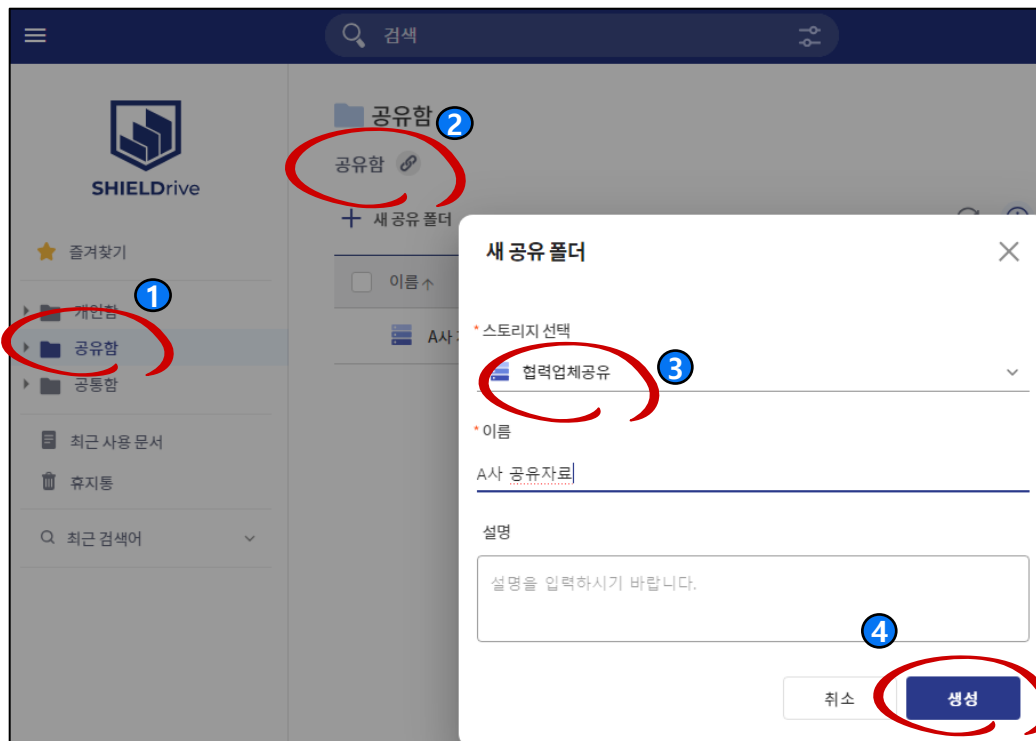 검색
SHIELDrive
즐겨찾기
1
개인함
공유함
공통함
최근 사용 문서
휴지통
최근 검색어
공유함
2
공유함
새 공유 폴더
이름
A사
새 공유 폴더
* 스토리지 선택
협력업체공유
3
* 이름
A사 공유자료
설명
설명을 입력하시기 바랍니다.
4
취소
생성